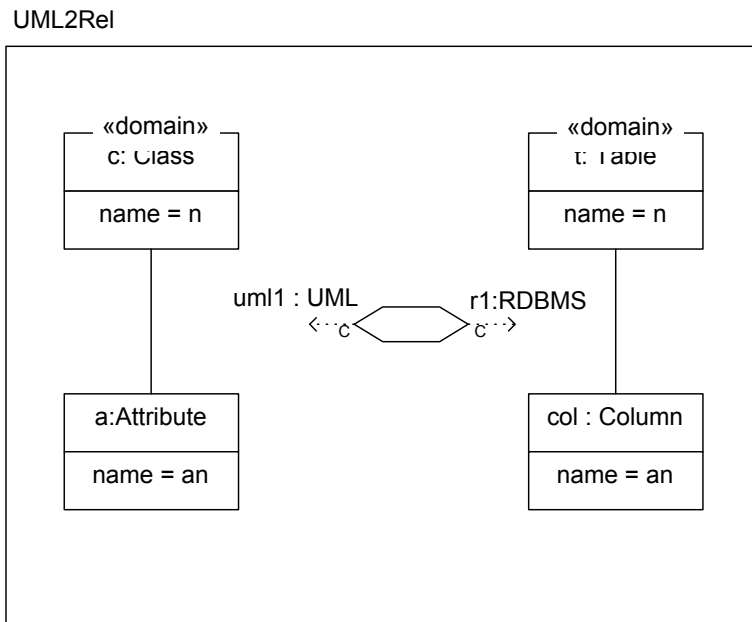 UML2Rel
«domain»
c: Class
name = n
«domain»
t: Table
name = n
uml1 : UML
r1:RDBMS
C
C
a:Attribute
name = an
col : Column
name = an